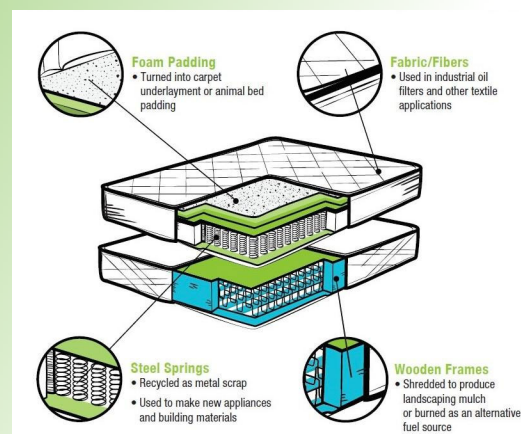 Foam Padding
• Turned into carpet
underlayment or animal bed
padding
Fabric/Fibers
• Used in industrial oil
filters and other textile
applications
Steel Springs
• Recycled as metal scrap
• Used to make new appliances
and building materials
Wooden Frames
• Shredded to produce
landscaping mulch
or burned as an alternative
fuel source